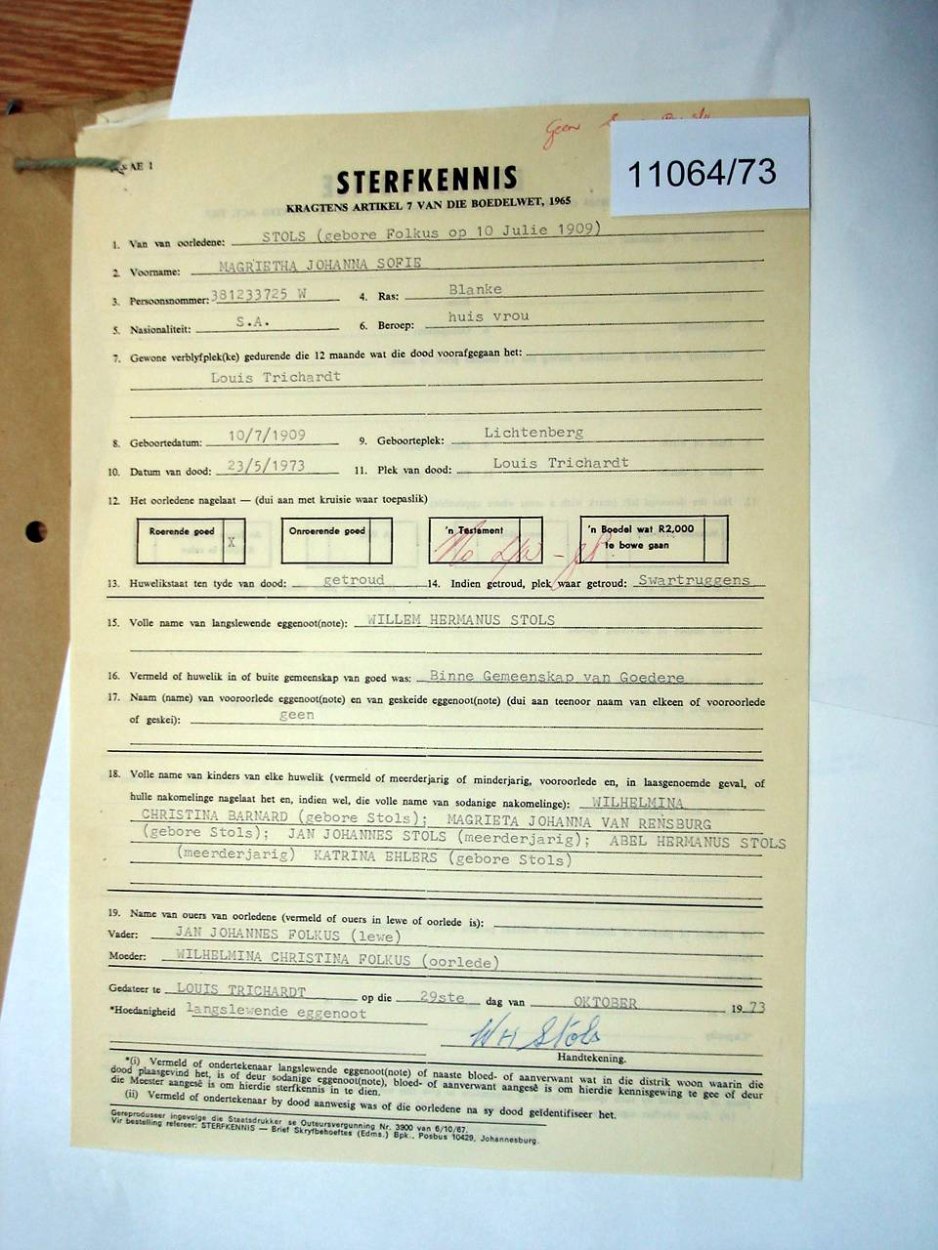 Geen
11064/73
AE 1
STERFKENNIS
KRAGTENS ARTIKEL 7 VAN DIE BOEDELWET, 1965
1. Van van oorledene: STOLS (gebore Folkus op 10 Julie 1909)
2. Voorname: MAGRIETHA JOHANNA SOFIE
3. Persoonsnommer: 381233725 W 4. Ras: Blanke
5. Nasionaliteit: S.A. 6. Beroep: huis vrou
7. Gewone verblyfplek(ke) gedurende die 12 maande wat die dood voorafgegaan het:
Louis Trichardt
8. Geboortedatum: 10/7/1909 9. Geboorteplek: Lichtenberg
10. Datum van dood: 23/5/1973 11. Plek van dood: Louis Trichardt
12. Het oorledene nagelaat — (dui aan met kruisie waar toepaslik)
Roerende goed X Onroerende goed 'n Testament 'n Boedel wat R2,000
te bowe gaan
No
13. Huwelikstaat ten tyde van dood: getroud 14. Indien getroud, plek waar getroud: Swartruggens
15. Volle name van langslewende eggenoot(note): WILLEM HERMANUS STOLS
16. Vermeld of huwelik in of buite gemeenskap van goed was: Binne Gemeenskap van Goedere
17. Naam (name) van vooroorlede eggenoot(note) en van geskeide eggenoot(note) (dui aan teenoor naam van elkeen of vooroorlede
of geskei): geen
18. Volle name van kinders van elke huwelik (vermeld of meerderjarig of minderjarig, vooroorlede en, in laasgenoemde geval, of
hulle nakomelinge nagelaat het en, indien wel, die volle name van sodanige nakomelinge): WILHELMINA
CHRISTINA BARNARD (gebore Stols); MAGRIETA JOHANNA VAN RENSBURG
(gebore Stols); JAN JOHANNES STOLS (meerderjarig); ABEL HERMANUS STOLS
(meerderjarig) KATRINA EHLERS (gebore Stols)
19. Name van ouers van oorledene (vermeld of ouers in lewe of oorlede is):
Vader: JAN JOHANNES FOLKUS (lewe)
Moeder: WILHELMINA CHRISTINA FOLKUS (oorlede)
Gedateer te LOUIS TRICHARDT op die 29ste dag van OKTOBER 19 73
*Hoedanigheid langslewende eggenoot
WH Stols
Handtekening.
*(i) Vermeld of ondertekenaar langslewende eggenoot(note) of naaste bloed- of aanverwant wat in die distrik woon waarin die
dood plaasgevind het, is of deur sodanige eggenoot(note), bloed- of aanverwant aangesê is om hierdie kennisgewing te gee of deur
die Meester aangesê is om hierdie sterfkennis in te dien.
(ii) Vermeld of ondertekenaar by dood aanwesig was of die oorledene na sy dood geïdentifiseer het.
Gereproduseer ingevolge die Staatsdrukker se Outeursvergunning Nr. 3900 van 6/10/67.
Vir bestelling refereer: STERFKENNIS — Brief Skryfbehoeftes (Edms.) Bpk., Posbus 10429, Johannesburg.